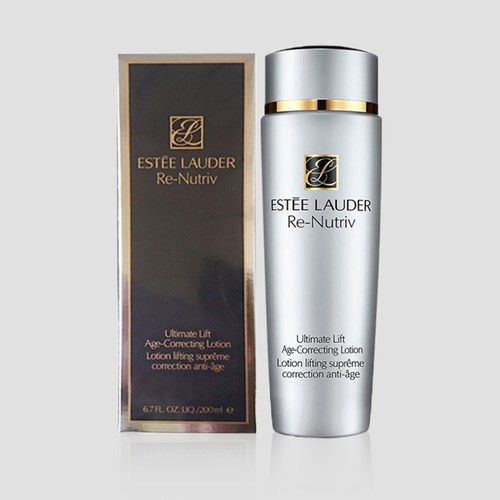 ESTĒE LAUDER
Re-Nutriv
Ultimate Lift
Age-Correcting Lotion
Lotion lifting suprême
correction anti-âge
6.7 FL. OZ. LIQ./200 ml e
ESTĒE LAUDER
Re-Nutriv
Ultimate Lift
Age-Correcting Lotion
Lotion lifting suprême
correction anti-âge